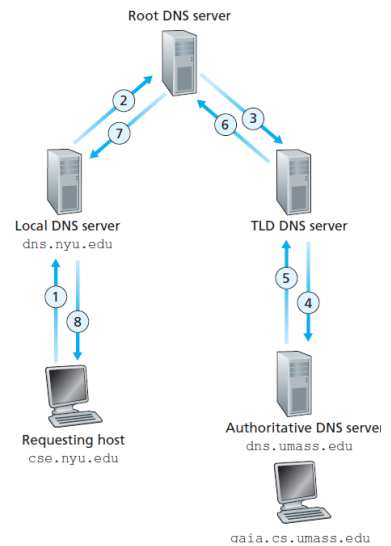 Root DNS server
2
3
7
6
Local DNS server
dns.nyu.edu
TLD DNS server
1
8
5
4
Requesting host
cse.nyu.edu
Authoritative DNS server
dns.umass.edu
gaia.cs.umass.edu